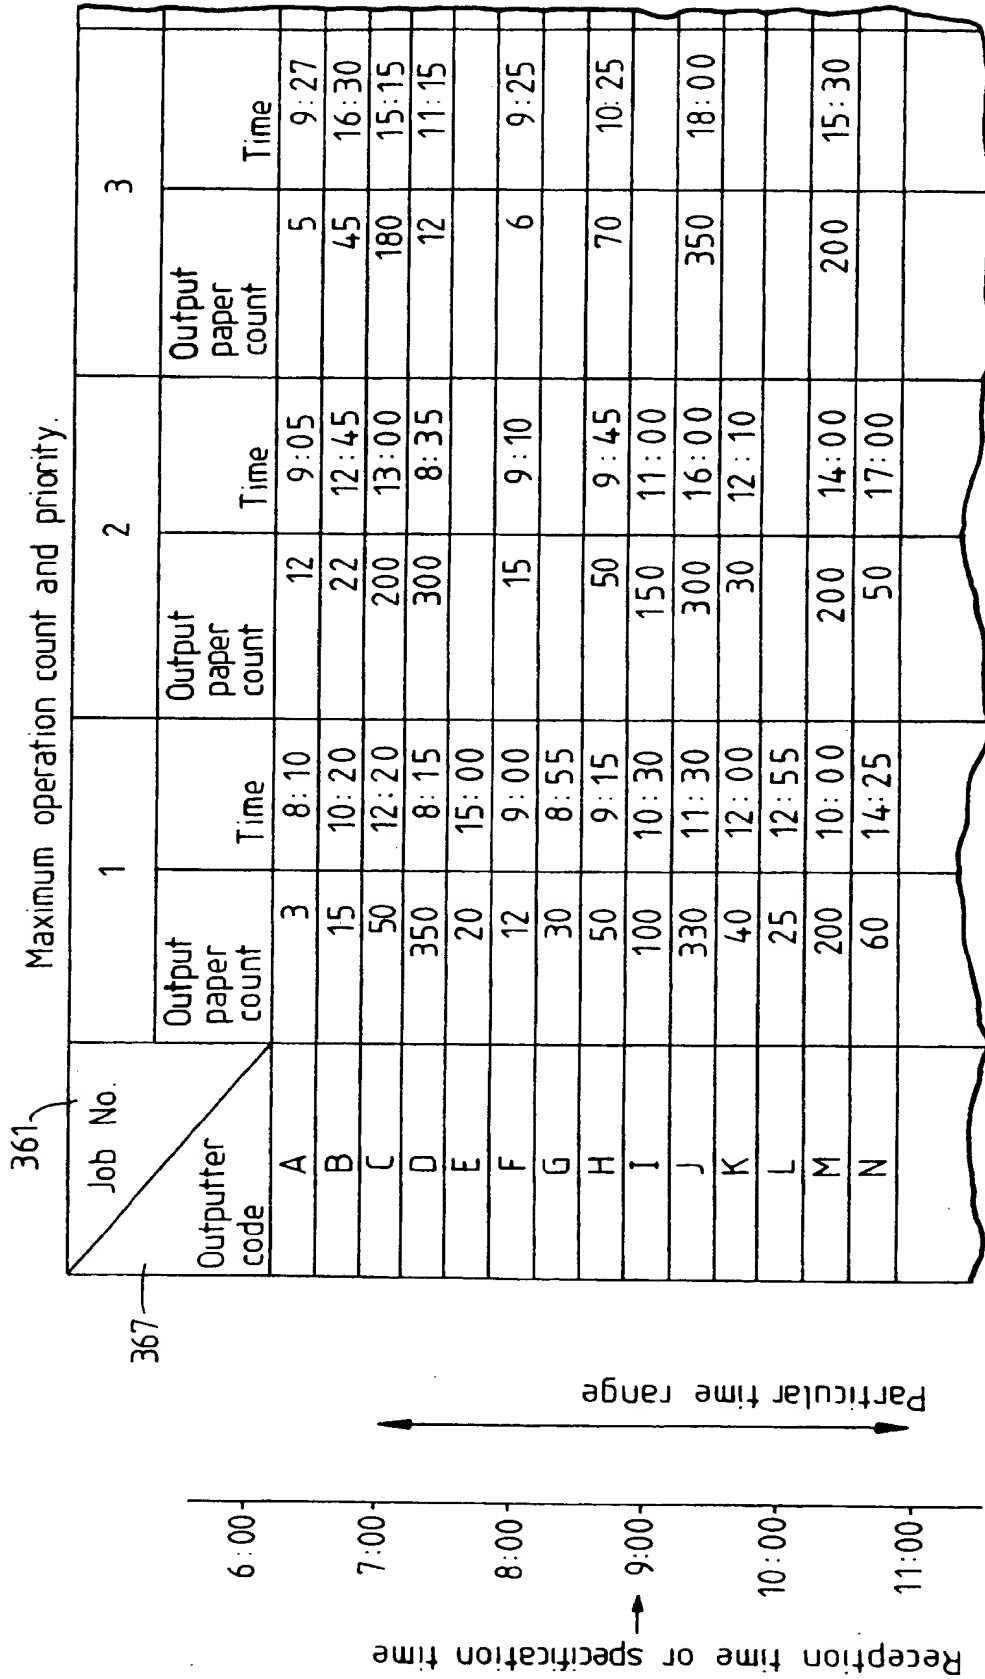 Maximum operation count and priority.
361
Job No. 1 2 3
367
Outputter code Output paper count Time Output paper count Time Output paper count Time
A 3 8:10 12 9:05 5 9:27
B 15 10:20 22 12:45 45 16:30
C 50 12:20 200 13:00 180 15:15
D 350 8:15 300 8:35 12 11:15
E 20 15:00
F 12 9:00 15 9:10 6 9:25
G 30 8:55
H 50 9:15 50 9:45 70 10:25
I 100 10:30 150 11:00
J 330 11:30 300 16:00 350 18:00
K 40 12:00 30 12:10
L 25 12:55
M 200 10:00 200 14:00 200 15:30
N 60 14:25 50 17:00
Particular time range
6:00
7:00
8:00
9:00
10:00
11:00
Reception time or specification time